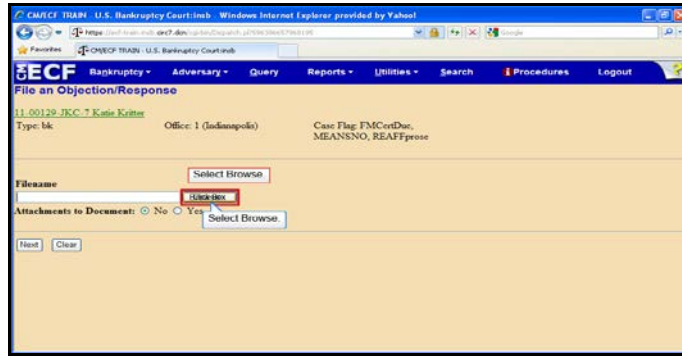 CM/ECF TRAIN - U.S. Bankruptcy Court:insb - Windows Internet Explorer provided by Yahoo!
Google
Favorites CM/ECF TRAIN - U.S. Bankruptcy Court:insb
ECF Bankruptcy Adversary Query Reports Utilities Search Procedures Logout
File an Objection/Response
11-00129-JKC-7 Katie Kritter
Type: bk Office: 1 (Indianapolis) Case Flag: FMCertDue,
MEANSNO, REAFFprose
Select Browse
Filename
Click Box
Attachments to Document: No Yes
Select Browse.
Next Clear